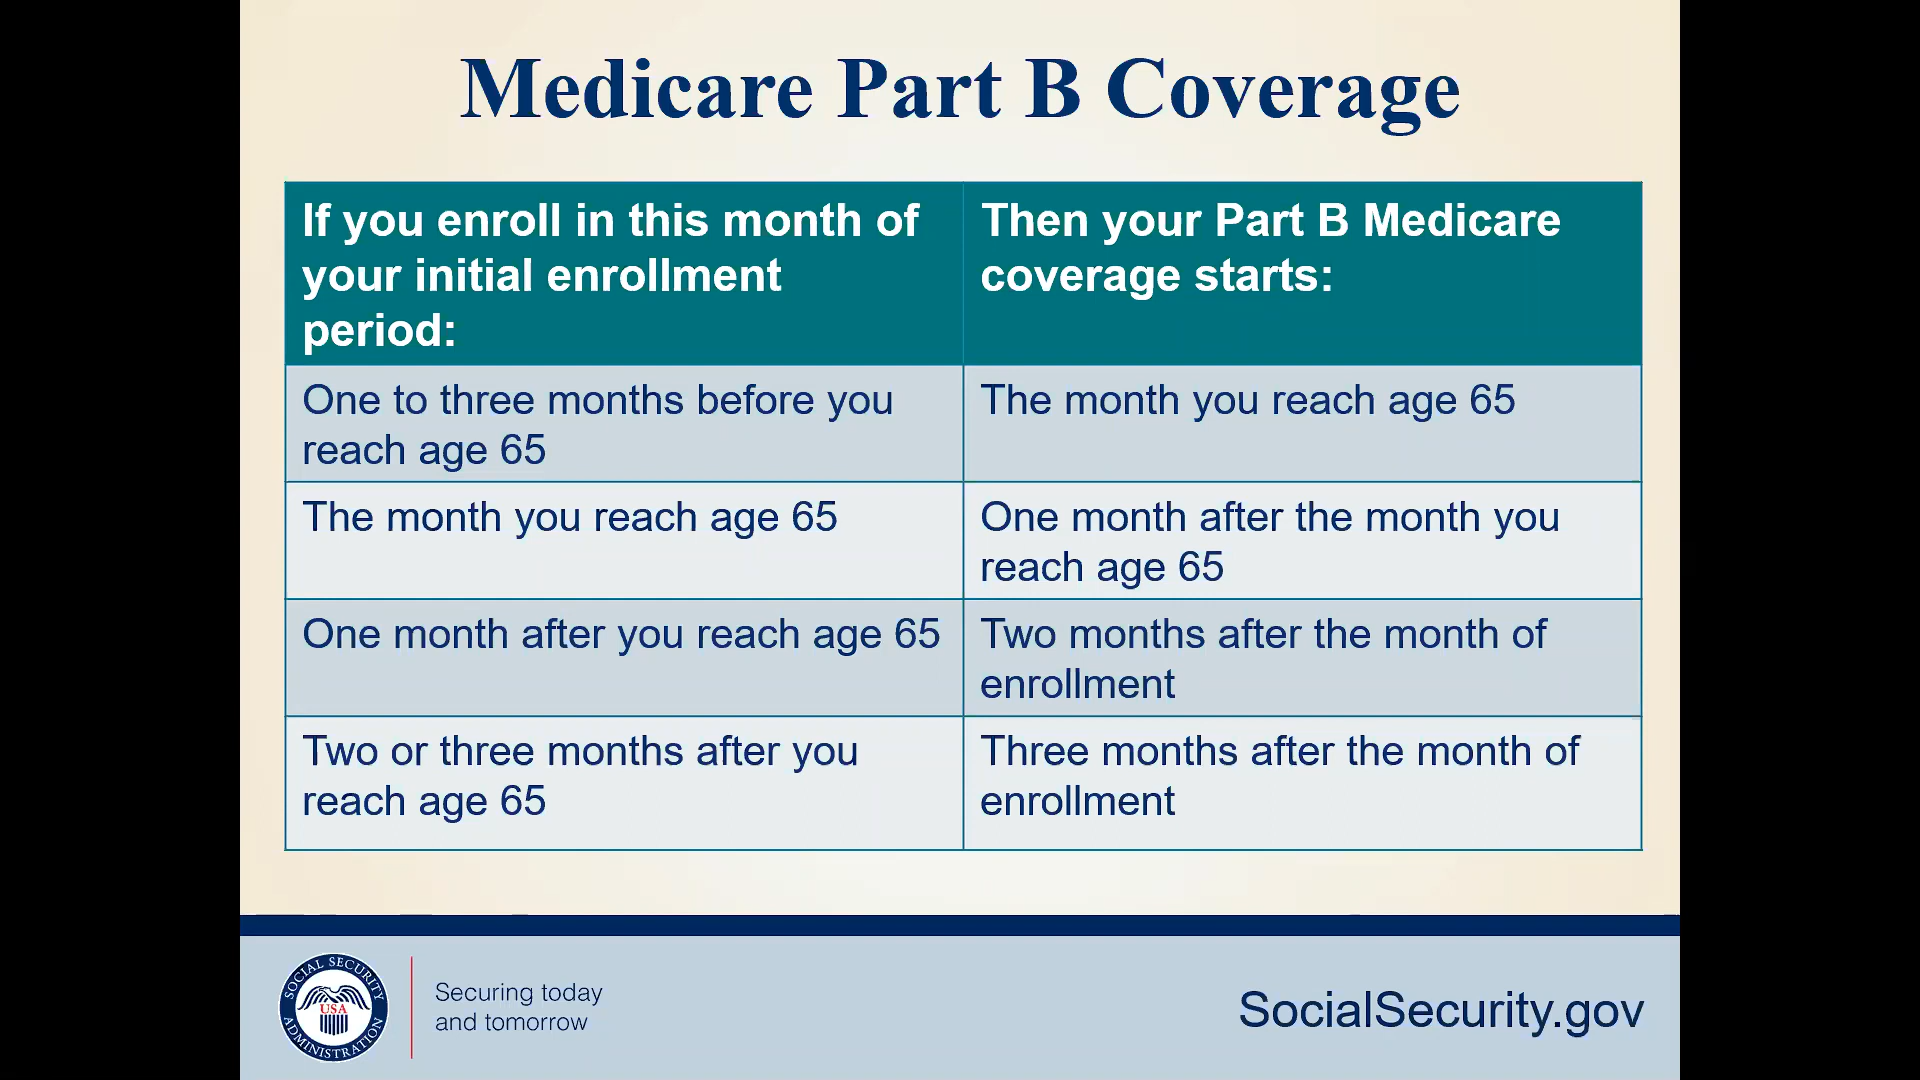 Medicare Part B Coverage
If you enroll in this month of
your initial enrollment
period:
Then your Part B Medicare
coverage starts:
One to three months before you
reach age 65
The month you reach age 65
The month you reach age 65
One month after the month you
reach age 65
One month after you reach age 65
Two months after the month of
enrollment
Two or three months after you
reach age 65
Three months after the month of
enrollment
SOCIAL SECURITY
USA
ADMINISTRATION
Securing today
and tomorrow
SocialSecurity.gov